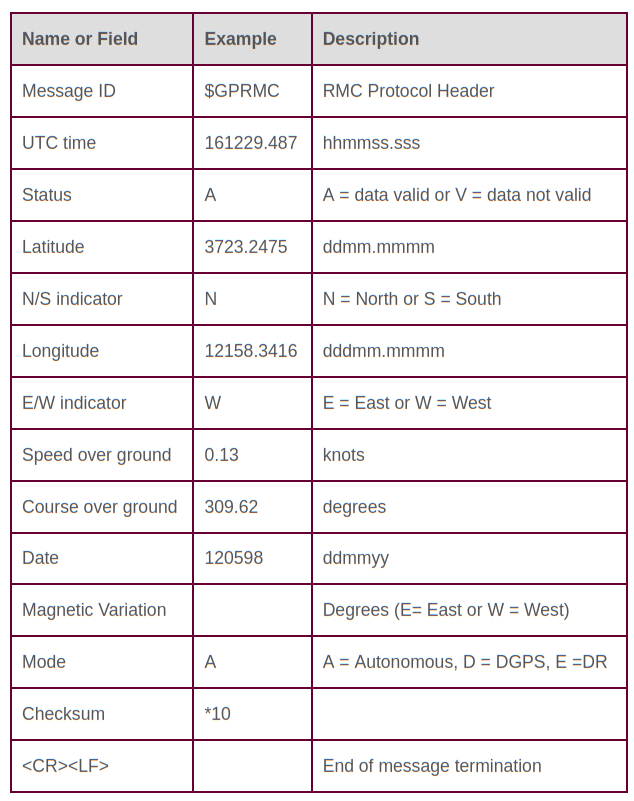 Name or Field Example Description
Message ID $GPRMC RMC Protocol Header
UTC time 161229.487 hhmmss.sss
Status A A = data valid or V = data not valid
Latitude 3723.2475 ddmm.mmmm
N/S indicator N N = North or S = South
Longitude 12158.3416 dddmm.mmmm
E/W indicator W E = East or W = West
Speed over ground 0.13 knots
Course over ground 309.62 degrees
Date 120598 ddmmyy
Magnetic Variation Degrees (E= East or W = West)
Mode A A = Autonomous, D = DGPS, E =DR
Checksum *10
<CR><LF> End of message termination